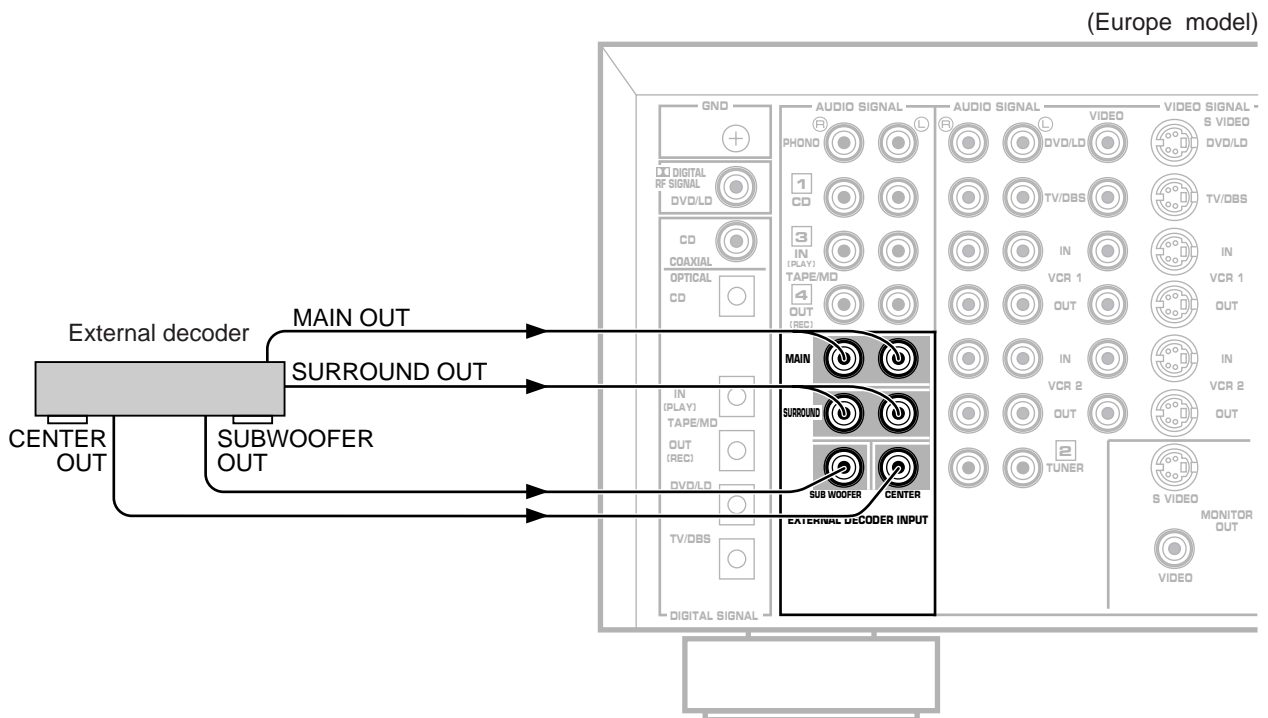 (Europe model)
GND
AUDIO SIGNAL
AUDIO SIGNAL
VIDEO SIGNAL
R
L
R
L
VIDEO
S VIDEO
PHONO
DVD/LD
DVD/LD
DIGITAL
RF SIGNAL
DVD/LD
1
CD
TV/DBS
TV/DBS
CD
COAXIAL
3
IN
(PLAY)
TAPE/MD
IN
VCR 1
IN
VCR 1
OPTICAL
CD
4
OUT
(REC)
OUT
OUT
External decoder
MAIN OUT
MAIN
IN
VCR 2
IN
VCR 2
SURROUND OUT
IN
(PLAY)
TAPE/MD
SURROUND
OUT
OUT
CENTER
OUT
SUBWOOFER
OUT
OUT
(REC)
2
TUNER
DVD/LD
SUB WOOFER
CENTER
S VIDEO
EXTERNAL DECODER INPUT
MONITOR
OUT
TV/DBS
VIDEO
DIGITAL SIGNAL